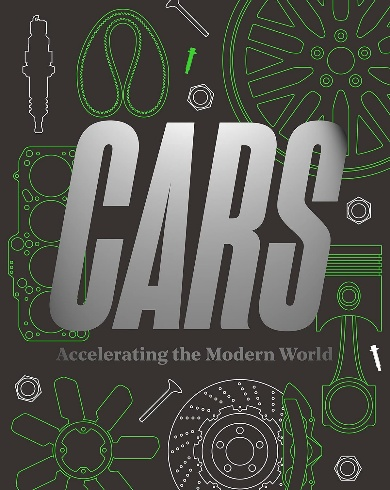 CARS
Accelerating the Modern World